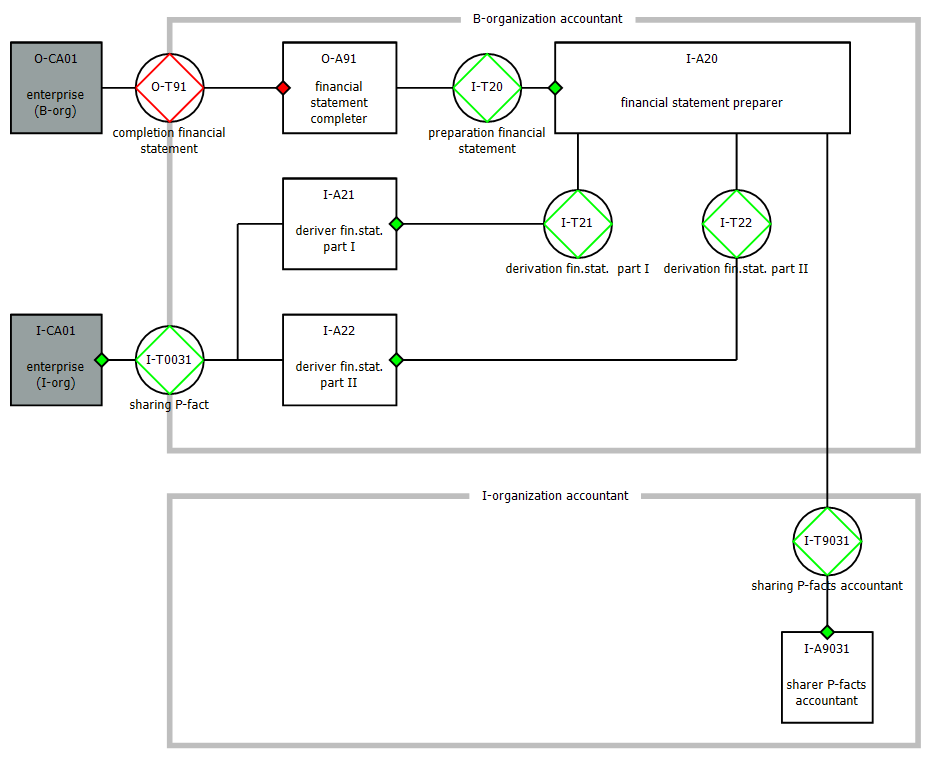 B-organization accountant
O-CA01
enterprise
(B-org)
O-T91
completion financial
statement
O-A91
financial
statement
completer
I-T20
preparation financial
statement
I-A20
financial statement preparer
I-A21
deriver fin.stat.
part I
I-T21
derivation fin.stat.  part I
I-T22
derivation fin.stat. part II
I-CA01
enterprise
(I-org)
I-T0031
sharing P-fact
I-A22
deriver fin.stat.
part II
I-organization accountant
I-T9031
sharing P-facts accountant
I-A9031
sharer P-facts
accountant